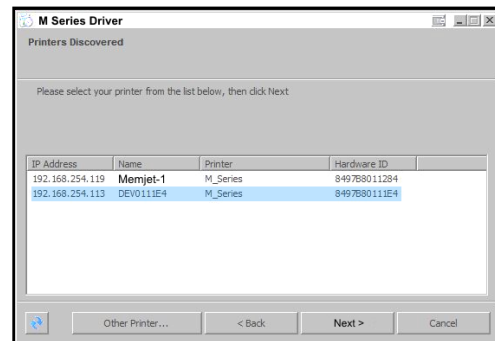 M Series Driver
Printers Discovered
Please select your printer from the list below, then click Next
IP Address Name Printer Hardware ID
192.168.254.119 Memjet-1 M_Series 8497B8011284
192.168.254.113 DEV0111E4 M_Series 8497B80111E4
Other Printer... < Back Next > Cancel